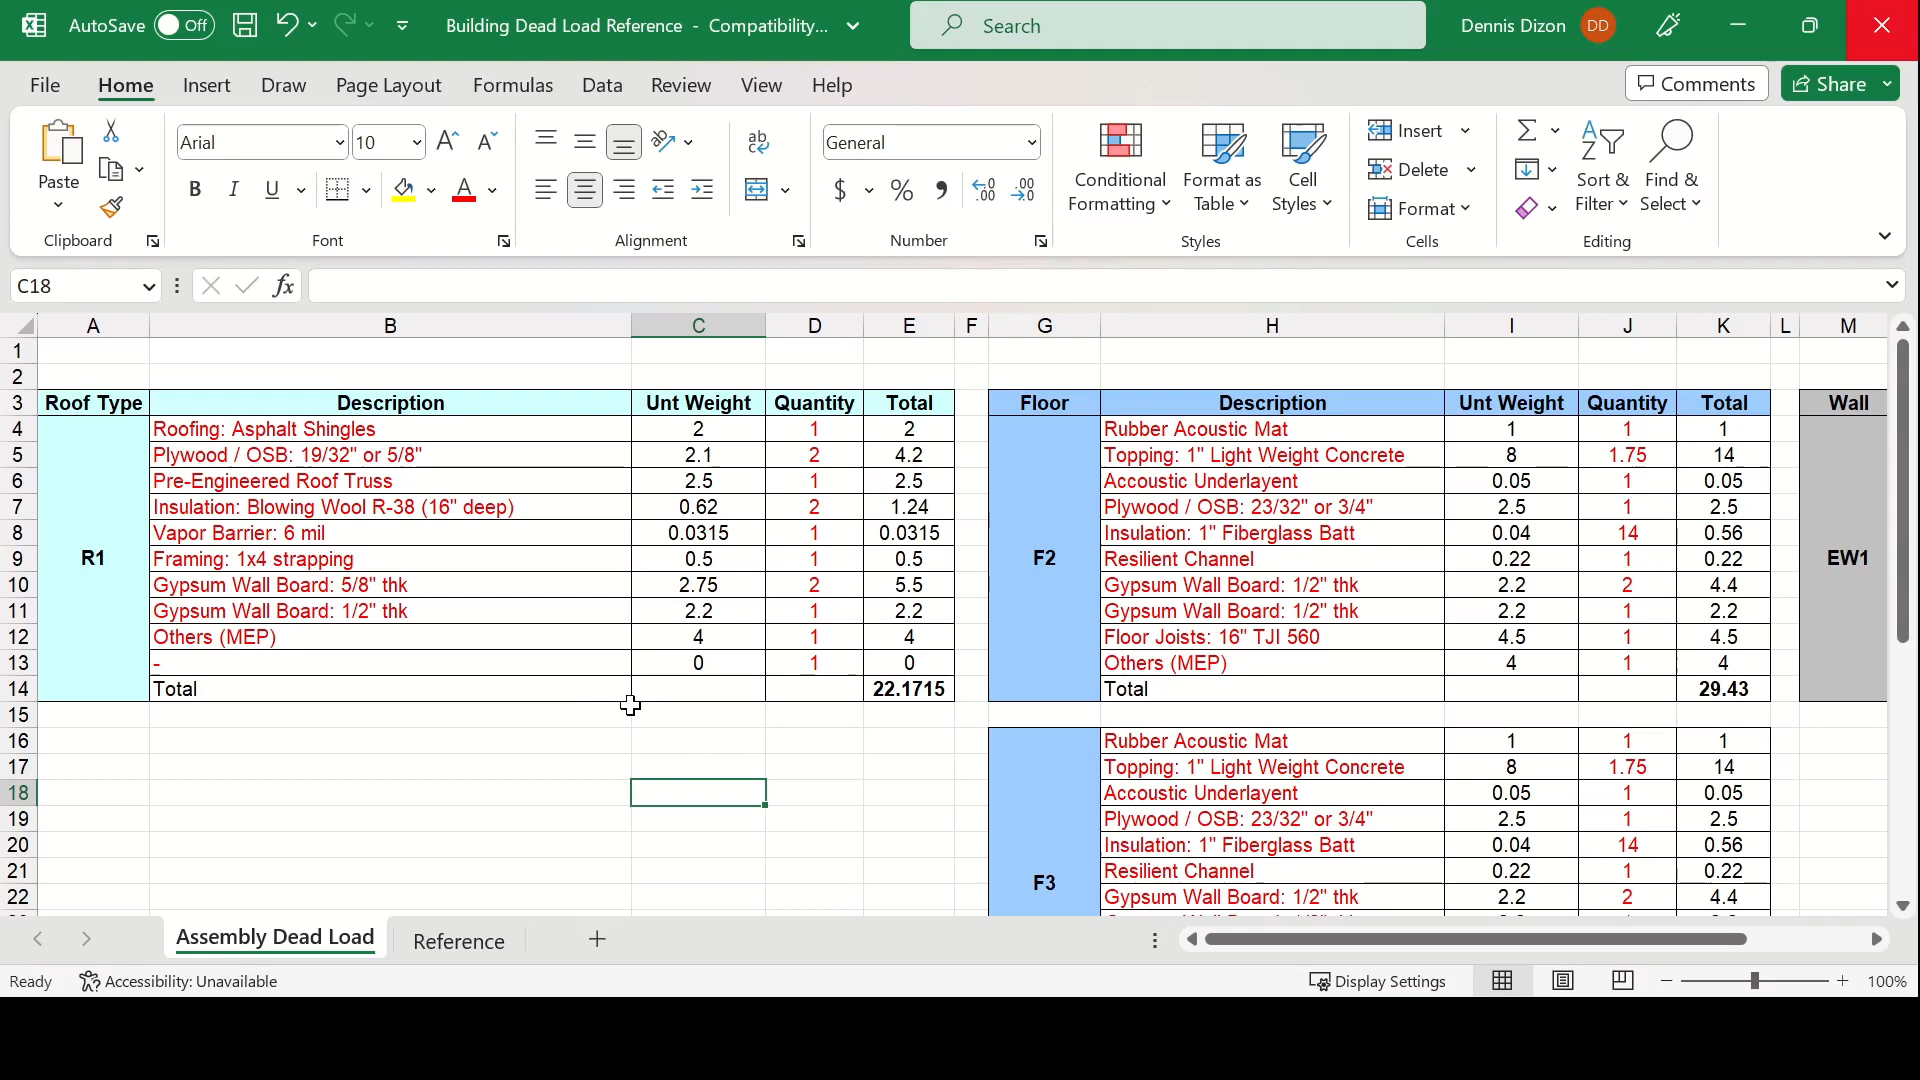 AutoSave Off Building Dead Load Reference - Compatibility... Search Dennis Dizon DD
File Home Insert Draw Page Layout Formulas Data Review View Help Comments Share
Paste Arial 10 General Conditional Formatting Format as Table Cell Styles Insert Delete Format Sort & Filter Find & Select
Clipboard Font Alignment Number Styles Cells Editing
C18 fx
A B C D E F G H I J K L M
1
2
3 Roof Type Description Unt Weight Quantity Total Floor Description Unt Weight Quantity Total Wall
4 Roofing: Asphalt Shingles 2 1 2 Rubber Acoustic Mat 1 1 1
5 Plywood / OSB: 19/32" or 5/8" 2.1 2 4.2 Topping: 1" Light Weight Concrete 8 1.75 14
6 Pre-Engineered Roof Truss 2.5 1 2.5 Accoustic Underlayent 0.05 1 0.05
7 Insulation: Blowing Wool R-38 (16" deep) 0.62 2 1.24 Plywood / OSB: 23/32" or 3/4" 2.5 1 2.5
8 Vapor Barrier: 6 mil 0.0315 1 0.0315 Insulation: 1" Fiberglass Batt 0.04 14 0.56
9 R1 Framing: 1x4 strapping 0.5 1 0.5 F2 Resilient Channel 0.22 1 0.22 EW1
10 Gypsum Wall Board: 5/8" thk 2.75 2 5.5 Gypsum Wall Board: 1/2" thk 2.2 2 4.4
11 Gypsum Wall Board: 1/2" thk 2.2 1 2.2 Gypsum Wall Board: 1/2" thk 2.2 1 2.2
12 Others (MEP) 4 1 4 Floor Joists: 16" TJI 560 4.5 1 4.5
13 - 0 1 0 Others (MEP) 4 1 4
14 Total 22.1715 Total 29.43
15
16 Rubber Acoustic Mat 1 1 1
17 Topping: 1" Light Weight Concrete 8 1.75 14
18 Accoustic Underlayent 0.05 1 0.05
19 Plywood / OSB: 23/32" or 3/4" 2.5 1 2.5
20 Insulation: 1" Fiberglass Batt 0.04 14 0.56
21 Resilient Channel 0.22 1 0.22
F3
22 Gypsum Wall Board: 1/2" thk 2.2 2 4.4
Assembly Dead Load Reference
Ready Accessibility: Unavailable Display Settings 100%